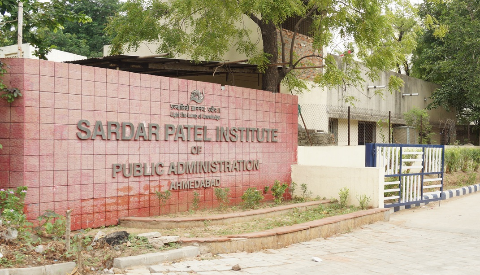 SARDAR PATEL INSTITUTE
OF
PUBLIC ADMINISTRATION
AHMEDABAD